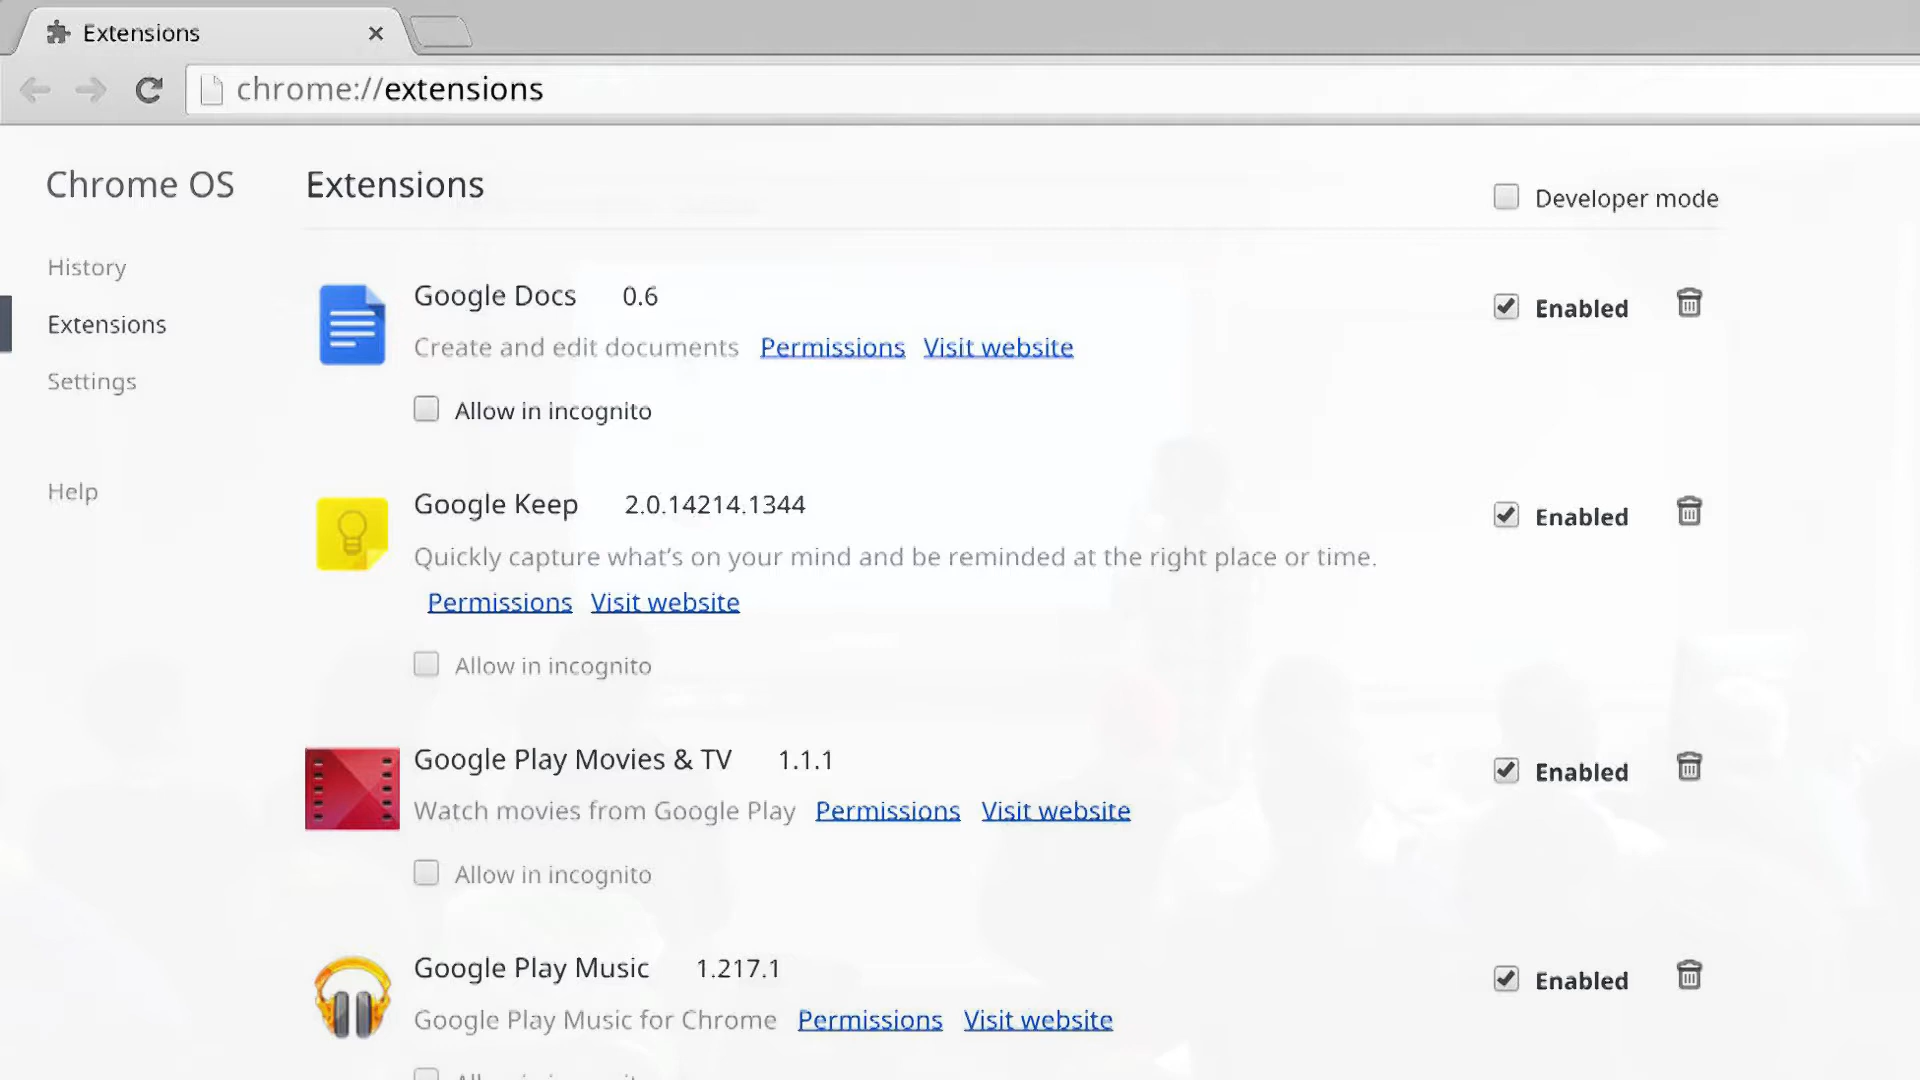 Extensions
chrome://extensions
Chrome OS
Extensions
Developer mode
History
Extensions
Settings
Help
Google Docs 0.6
Enabled
Create and edit documents Permissions Visit website
Allow in incognito
Google Keep 2.0.14214.1344
Enabled
Quickly capture what's on your mind and be reminded at the right place or time.
Permissions Visit website
Allow in incognito
Google Play Movies & TV 1.1.1
Enabled
Watch movies from Google Play Permissions Visit website
Allow in incognito
Google Play Music 1.217.1
Enabled
Google Play Music for Chrome Permissions Visit website